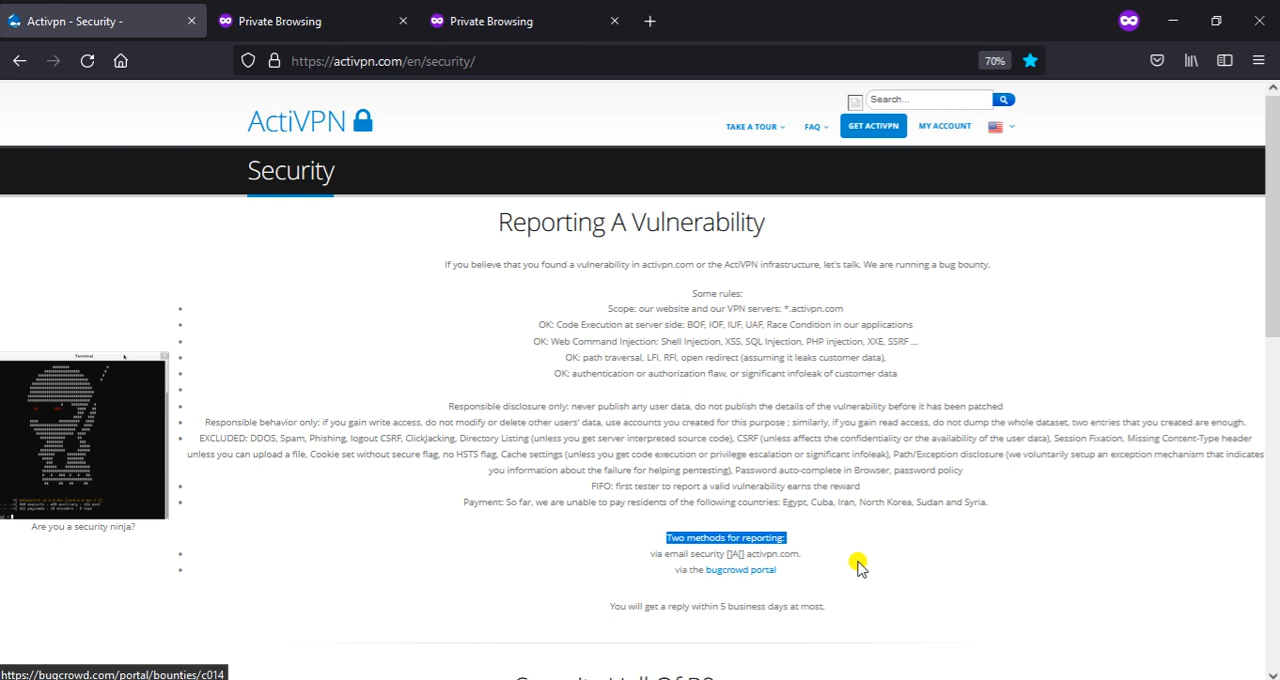 Activpn - Security -
Private Browsing
Private Browsing
https://activpn.com/en/security/
70%
ActiVPN
Search...
TAKE A TOUR
FAQ
GET ACTIVPN
MY ACCOUNT
Security
Reporting A Vulnerability
If you believe that you found a vulnerability in activpn.com or the ActiVPN infrastructure, let's talk. We are running a bug bounty.
Some rules:
Scope: our website and our VPN servers: *.activpn.com
OK: Code Execution at server side: BOF, IOF, IUF, UAF, Race Condition in our applications
OK: Web Command Injection: Shell Injection, XSS, SQL Injection, PHP injection, XXE, SSRF ...
OK: path traversal, LFI, RFI, open redirect (assuming it leaks customer data),
OK: authentication or authorization flaw, or significant infoleak of customer data
Responsible disclosure only: never publish any user data, do not publish the details of the vulnerability before it has been patched
Responsible behavior only: if you gain write access, do not modify or delete other users' data, use accounts you created for this purpose ; similarly, if you gain read access, do not dump the whole dataset, two entries that you created are enough.
EXCLUDED: DDOS, Spam, Phishing, logout CSRF, ClickJacking, Directory Listing (unless you get server interpreted source code), CSRF (unless affects the confidentiality or the availability of the user data), Session Fixation, Missing Content-Type header
unless you can upload a file, Cookie set without secure flag, no HSTS flag, Cache settings (unless you get code execution or privilege escalation or significant infoleak), Path/Exception disclosure (we voluntarily setup an exception mechanism that indicates
you information about the failure for helping pentesting), Password auto-complete in Browser, password policy
FIFO: first tester to report a valid vulnerability earns the reward
Payment: So far, we are unable to pay residents of the following countries: Egypt, Cuba, Iran, North Korea, Sudan and Syria.
Terminal
Are you a security ninja?
Two methods for reporting:
via email security []A[] activpn.com.
via the bugcrowd portal
You will get a reply within 5 business days at most.
https://bugcrowd.com/portal/bounties/c014